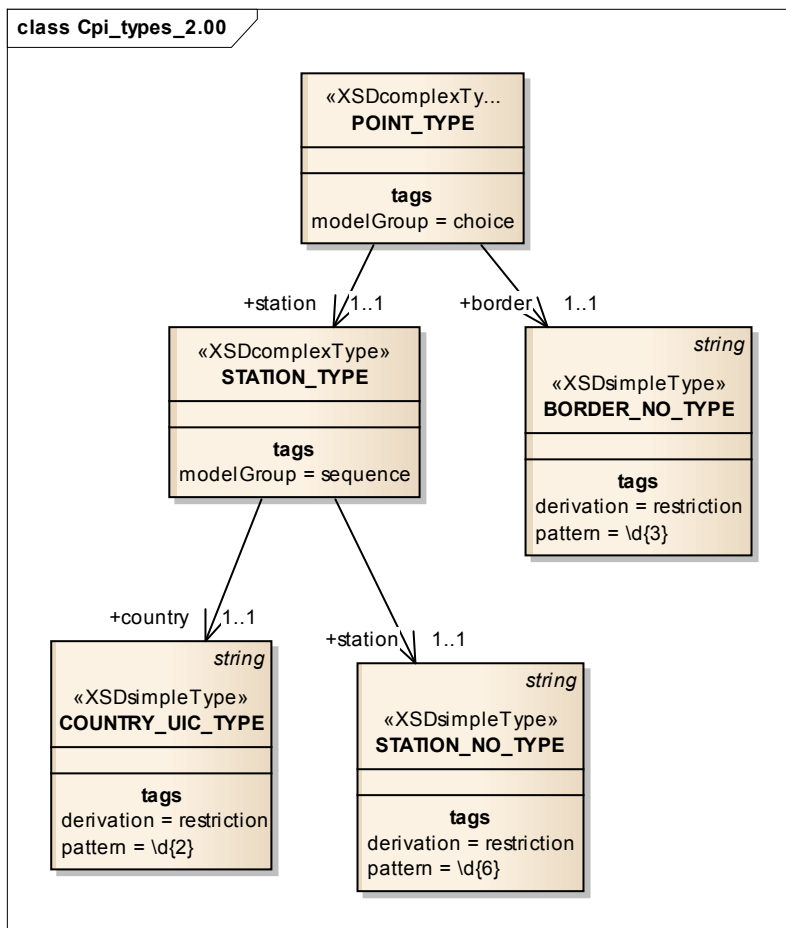 class Cpi_types_2.00
«XSDcomplexTy...
POINT_TYPE
tags
modelGroup = choice
+station 1..1
+border 1..1
«XSDcomplexType»
STATION_TYPE
tags
modelGroup = sequence
string
«XSDsimpleType»
BORDER_NO_TYPE
tags
derivation = restriction
pattern = \d{3}
+country 1..1
+station 1..1
string
«XSDsimpleType»
COUNTRY_UIC_TYPE
tags
derivation = restriction
pattern = \d{2}
string
«XSDsimpleType»
STATION_NO_TYPE
tags
derivation = restriction
pattern = \d{6}